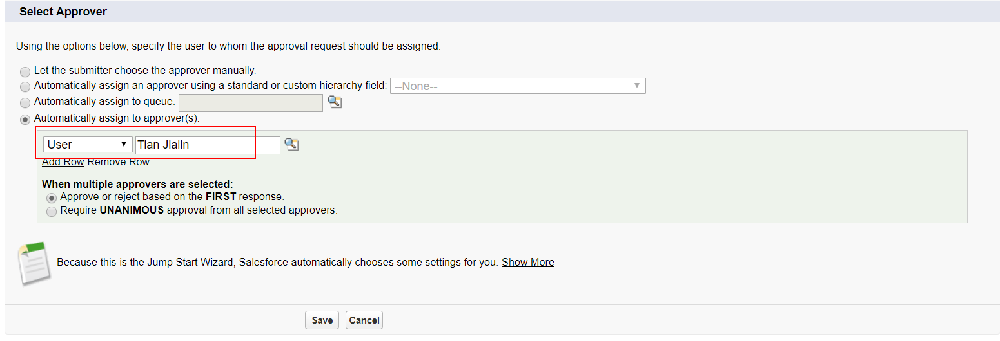 Select Approver
Using the options below, specify the user to whom the approval request should be assigned.
Let the submitter choose the approver manually.
Automatically assign an approver using a standard or custom hierarchy field: --None--
Automatically assign to queue.
Automatically assign to approver(s).
User Tian Jialin
Add Row Remove Row
When multiple approvers are selected:
Approve or reject based on the FIRST response.
Require UNANIMOUS approval from all selected approvers.
Because this is the Jump Start Wizard, Salesforce automatically chooses some settings for you. Show More
Save Cancel